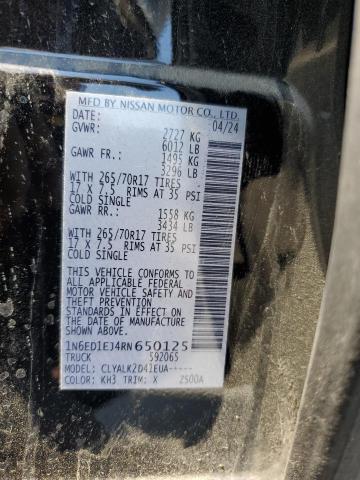 MFD BY NISSAN MOTOR CO., LTD.
DATE: 04/24
GVWR: 2727 KG
6012 LB
GAWR FR.: 1495 KG
3296 LB
WITH 265/70R17 TIRES
17 X 7.5 RIMS AT 35 PSI
COLD SINGLE
GAWR RR.: 1558 KG
3434 LB
WITH 265/70R17 TIRES
17 X 7.5 RIMS AT 35 PSI
COLD SINGLE
THIS VEHICLE CONFORMS TO
ALL APPLICABLE FEDERAL
MOTOR VEHICLE SAFETY AND
THEFT PREVENTION
STANDARDS IN EFFECT ON
THE DATE OF MANUFACTURE
SHOWN ABOVE.
1N6ED1EJ4RN650125
TRUCK 592065
MODEL: CLYALK2D41EUA-----
COLOR: KH3 TRIM: X 2500A